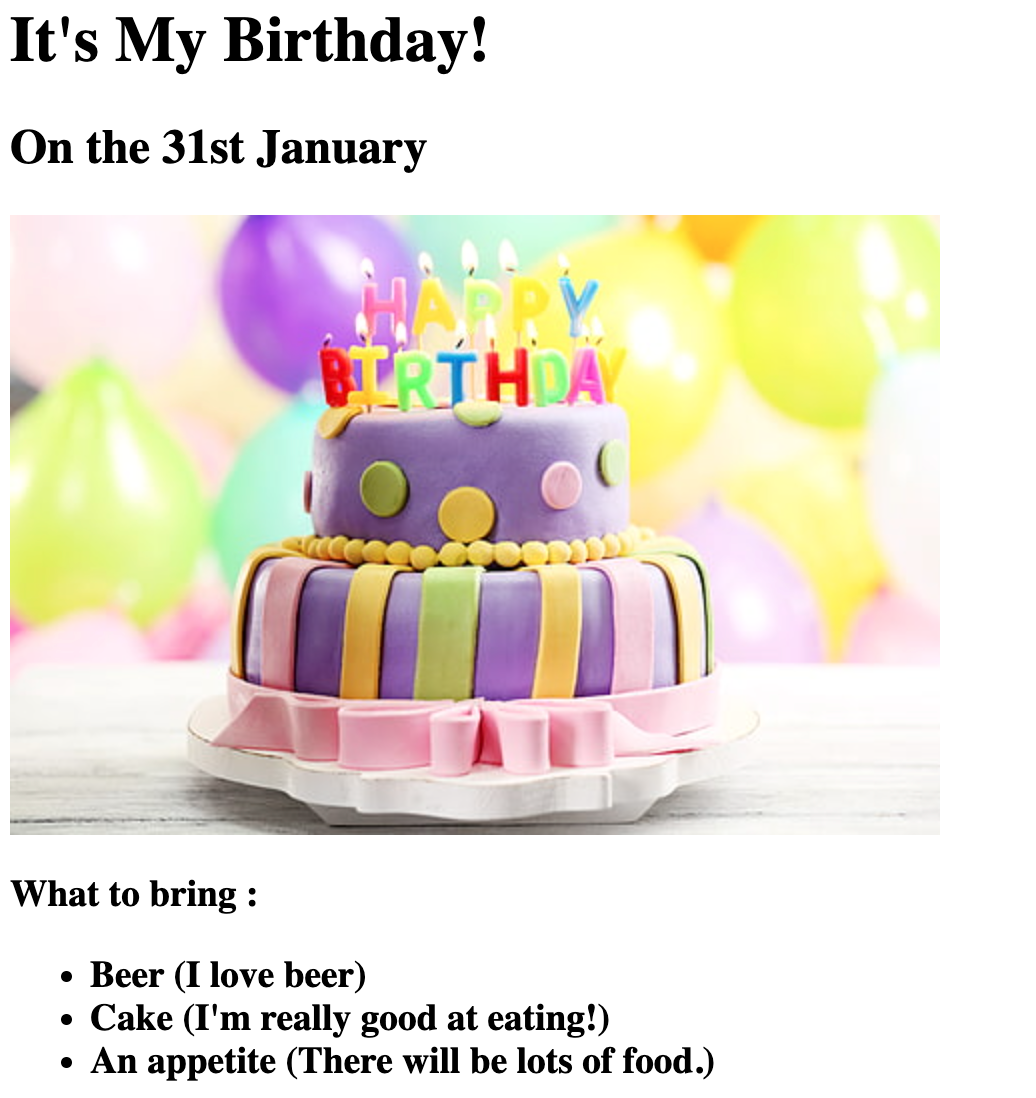 It's My Birthday!
On the 31st January
HAPPY
BIRTHDAY
What to bring :
Beer (I love beer)
Cake (I'm really good at eating!)
An appetite (There will be lots of food.)